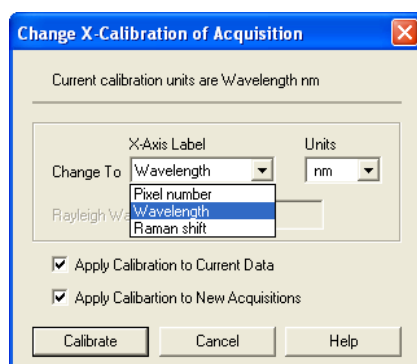 Change X-Calibration of Acquisition
Current calibration units are Wavelength nm
X-Axis Label Units
Change To Wavelength nm
Pixel number
Rayleigh Wa Wavelength
Raman shift
Apply Calibration to Current Data
Apply Calibartion to New Acquisitions
Calibrate Cancel Help